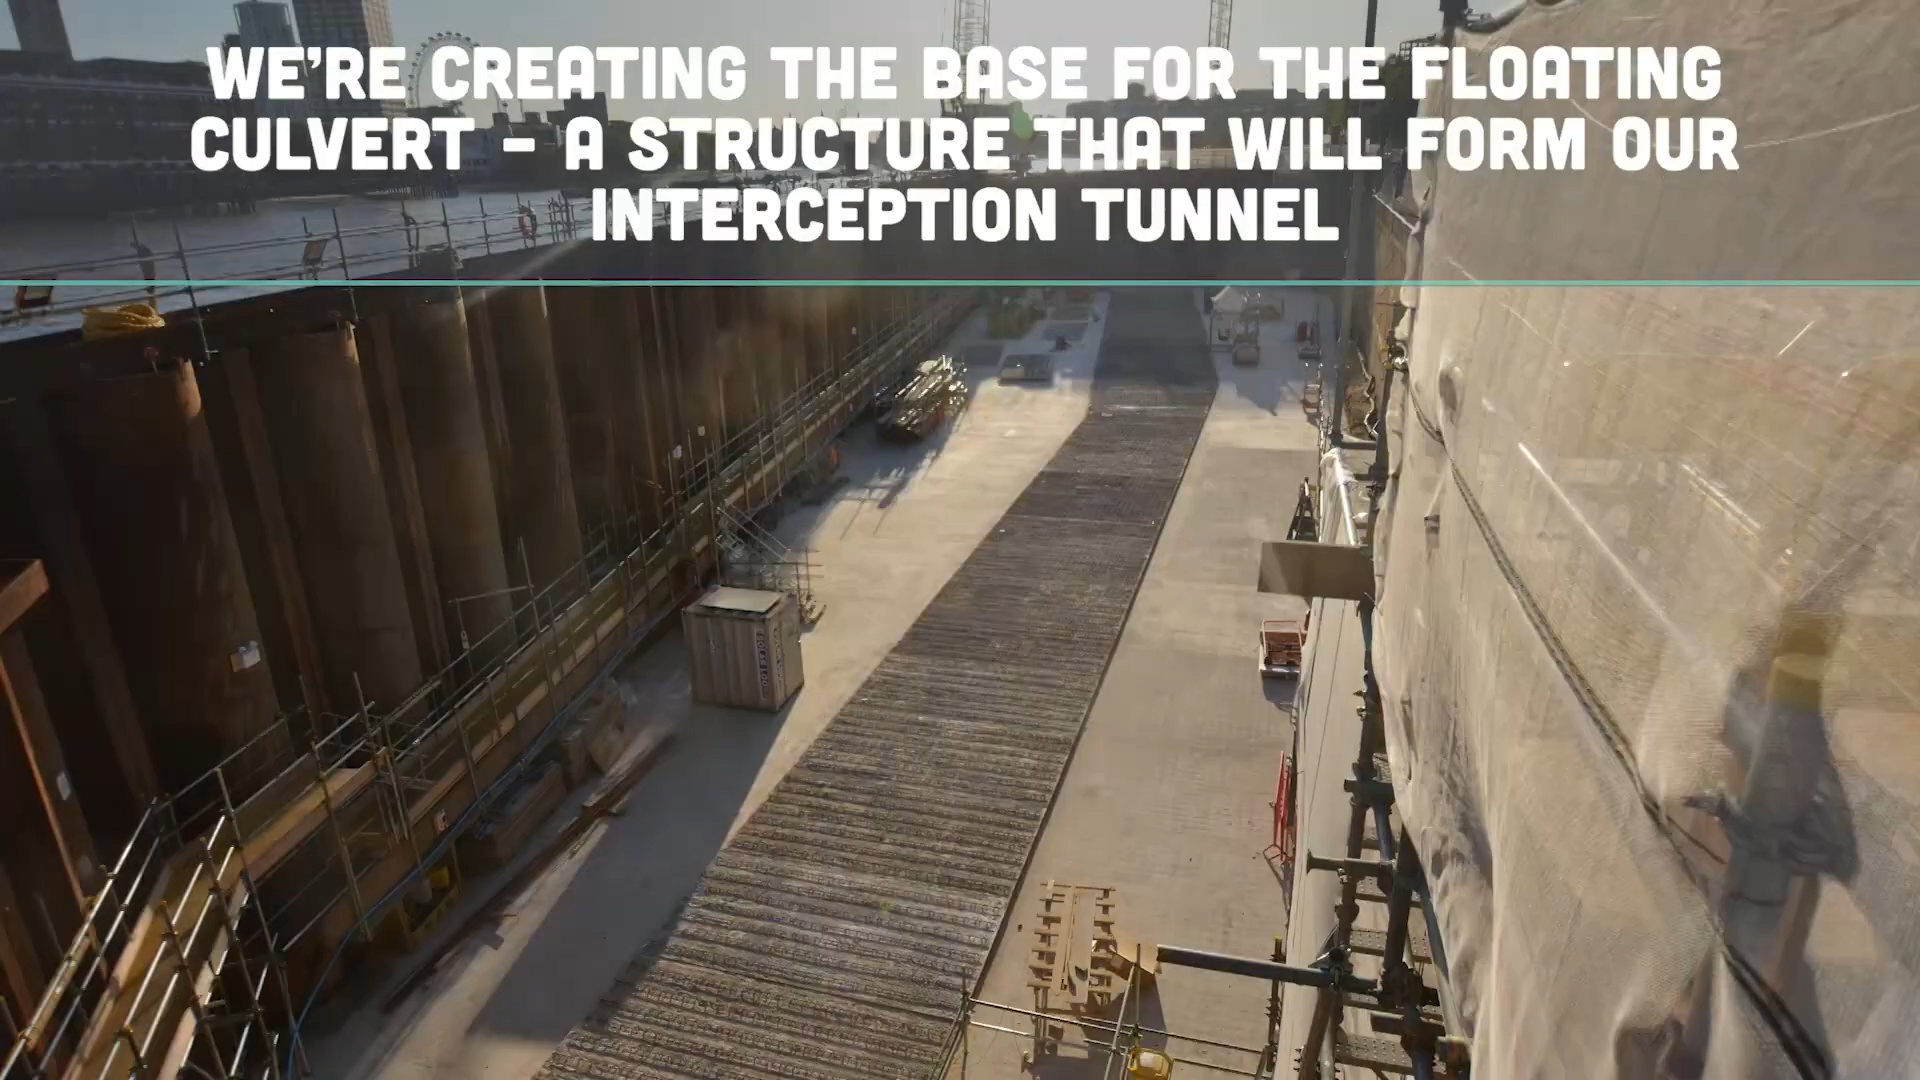 WE'RE CREATING THE BASE FOR THE FLOATING
CULVERT - A STRUCTURE THAT WILL FORM OUR
INTERCEPTION TUNNEL